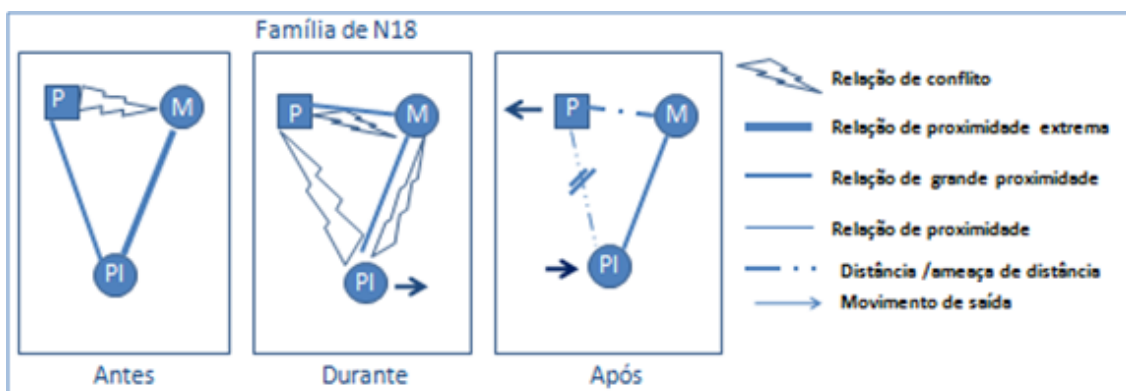 Família de N18
P
M
PI
Antes
P
M
PI
Durante
P
M
PI
Após
Relação de conflito
Relação de proximidade extrema
Relação de grande proximidade
Relação de proximidade
Distância /ameaça de distância
Movimento de saída